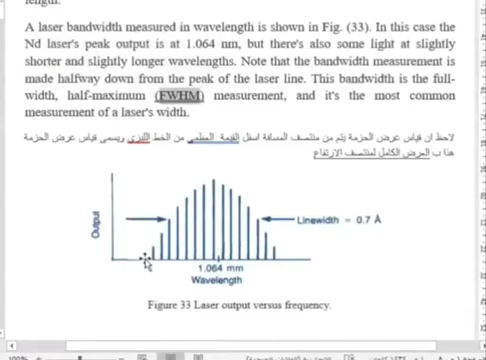 length.
A laser bandwidth measured in wavelength is shown in Fig. (33). In this case the
Nd laser's peak output is at 1.064 nm, but there's also some light at slightly
shorter and slightly longer wavelengths. Note that the bandwidth measurement is
made halfway down from the peak of the laser line. This bandwidth is the full-
width, half-maximum (FWHM) measurement, and it's the most common
measurement of a laser's width.
لاحظ ان قياس عرض الحزمة يتم من منتصف المسافة اسفل القيمة العظمى من الخط الليزري ويسمى قياس عرض الحزمة
هذا ب العرض الكامل لمنتصف الارتفاع
Output
Linewidth = 0.7 Å
1.064 mm
Wavelength
Figure 33 Laser output versus frequency.
100%